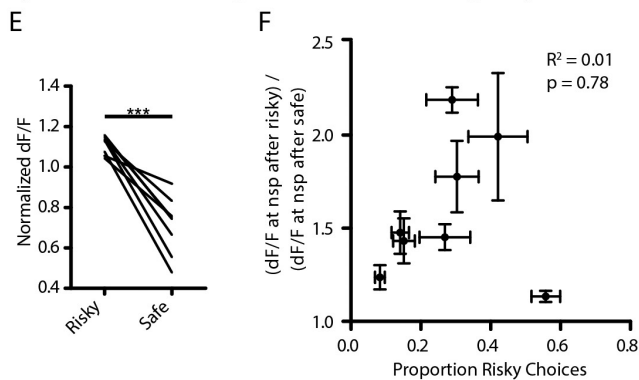 E
Normalized dF/F
1.4
1.2
1.0
0.8
0.6
0.4
***
Risky
Safe
F
(dF/F at nsp after risky) /
(dF/F at nsp after safe)
2.5
2.0
1.5
1.0
R² = 0.01
p = 0.78
0.0
0.2
0.4
0.6
0.8
Proportion Risky Choices